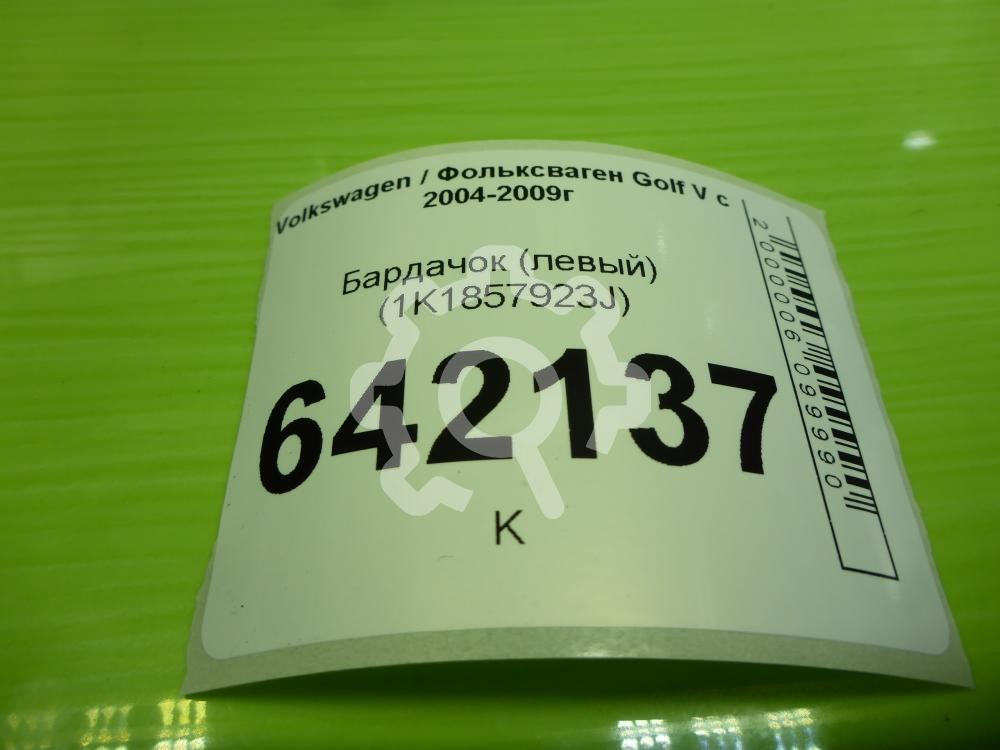 Volkswagen / Фольксваген Golf V с
2004-2009г
Бардачок (левый)
(1K1857923J)
642137
К
2000006099990